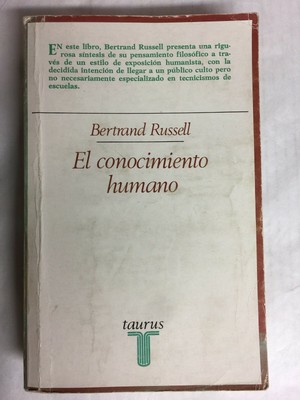 EN este libro, Bertrand Russell presenta una rigu-
rosa síntesis de su pensamiento filosófico a tra-
vés de un estilo de exposición humanista, con la
decidida intención de llegar a un público culto pero
no necesariamente especializado en tecnicismos de
escuelas.
Bertrand Russell
El conocimiento
humano
taurus